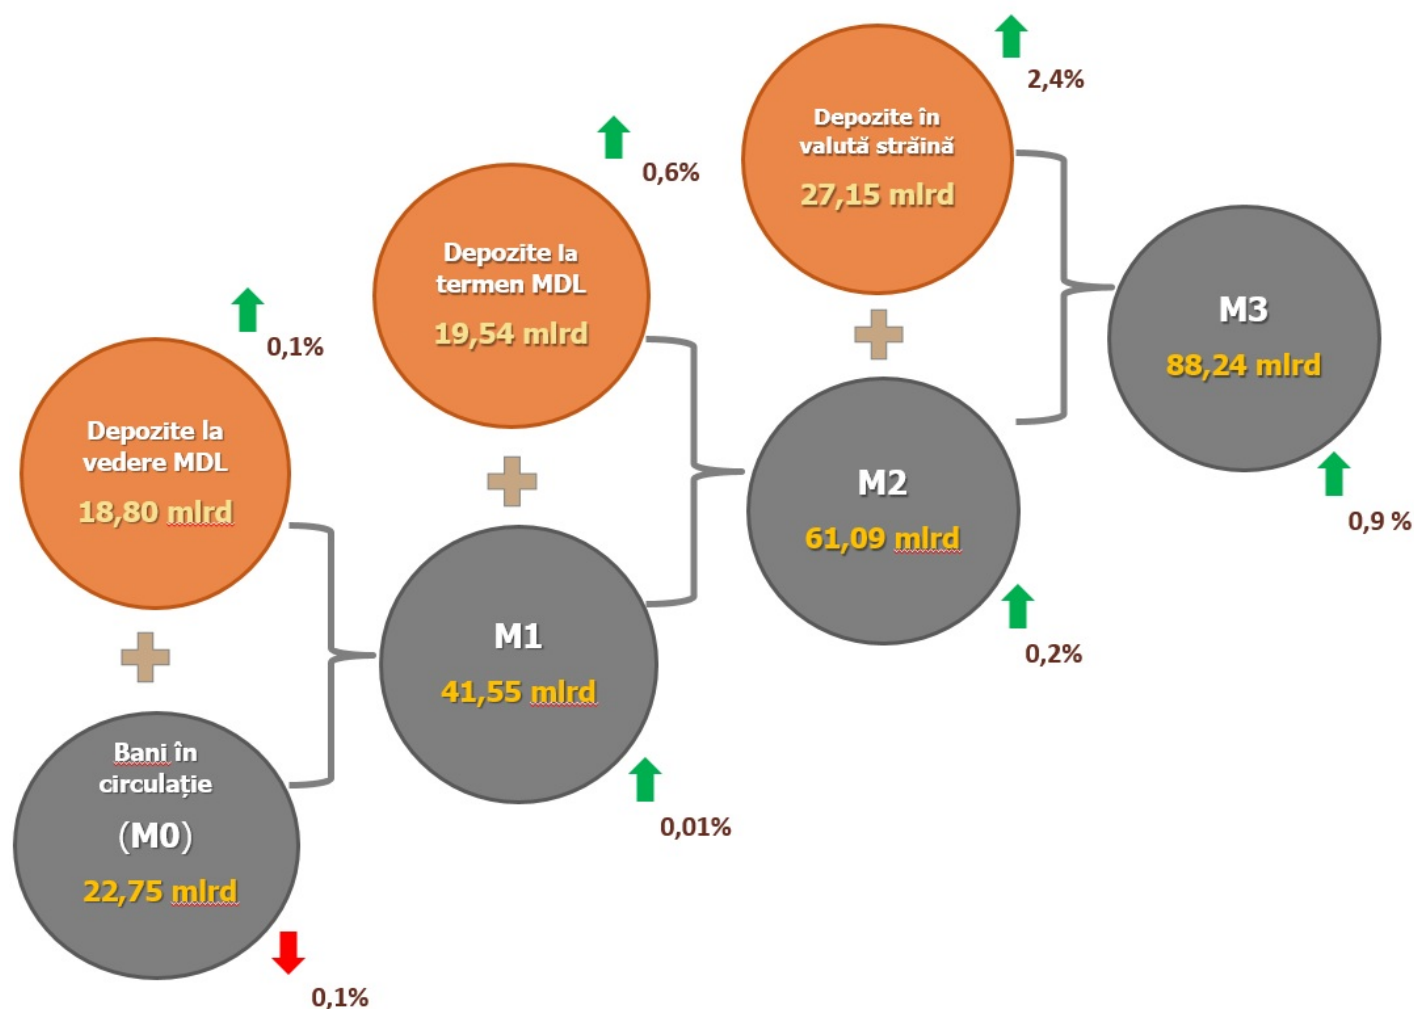 Depozite la
vedere MDL
18,80 mlrd
0,1%
Bani în
circulație
(M0)
22,75 mlrd
0,1%
Depozite la
termen MDL
19,54 mlrd
0,6%
M1
41,55 mlrd
0,01%
Depozite în
valută străină
27,15 mlrd
2,4%
M2
61,09 mlrd
0,2%
M3
88,24 mlrd
0,9 %